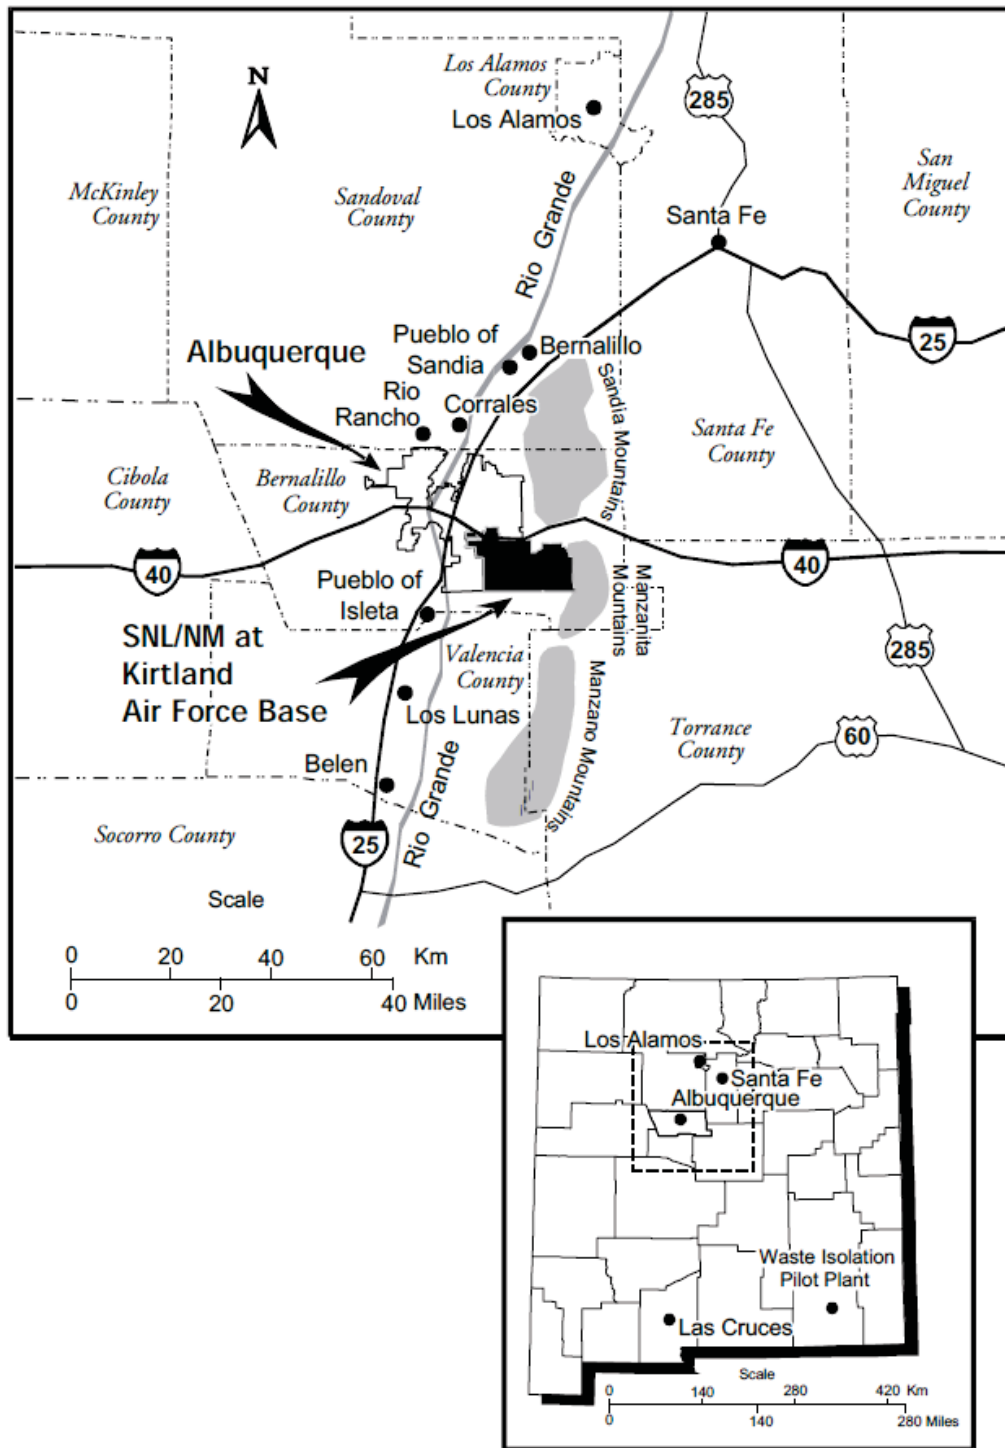 N
Los Alamos
County
Los Alamos
285
McKinley
County
Sandoval
County
San
Miguel
County
Rio Grande
Santa Fe
Albuquerque
Pueblo of
Sandia
Bernalillo
25
Rio
Rancho
Corrales
Sandia Mountains
Santa Fe
County
Cibola
County
Bernalillo
County
40
40
Pueblo of
Isleta
Manzanita
Mountains
SNL/NM at
Kirtland
Air Force Base
Valencia
County
285
Los Lunas
Manzano Mountains
Torrance
County
60
Belen
Rio Grande
Socorro County
25
Scale
0 20 40 60 Km
0 20 40 Miles
Los Alamos
Santa Fe
Albuquerque
Waste Isolation
Pilot Plant
Las Cruces
Scale
0 140 280 420 Km
0 140 280 Miles